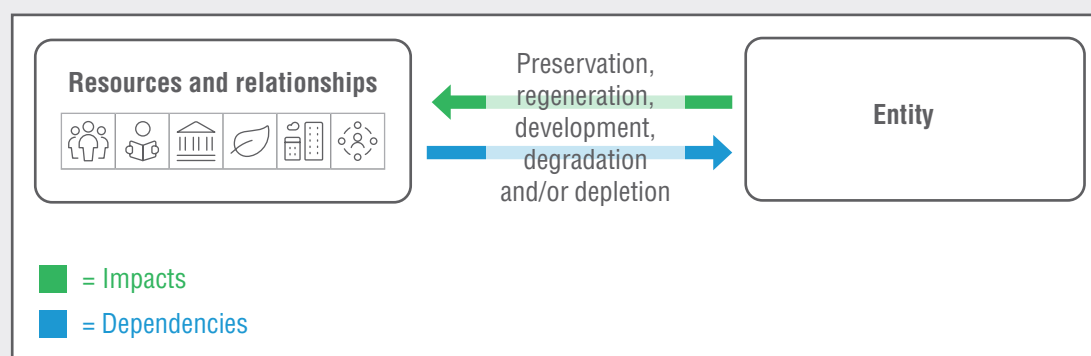 Resources and relationships
Preservation,
regeneration,
development,
degradation
and/or depletion
Entity
= Impacts
= Dependencies